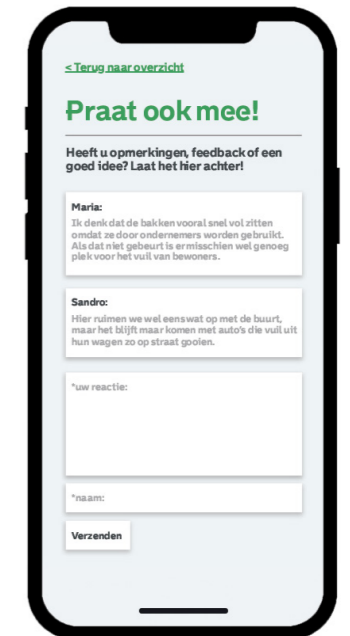 < Terug naar overzicht
Praat ook mee!
Heeft u opmerkingen, feedback of een
goed idee? Laat het hier achter!
Maria:
Ik denk dat de bakken vooral snel vol zitten
omdat ze door ondernemers worden gebruikt.
Als dat niet gebeurt is er misschien wel genoeg
plek voor het vuil van bewoners.
Sandro:
Hier ruimen we wel eens wat op met de buurt,
maar het blijft maar komen met auto's die vuil uit
hun wagen zo op straat gooien.
*uw reactie:
*naam:
Verzenden